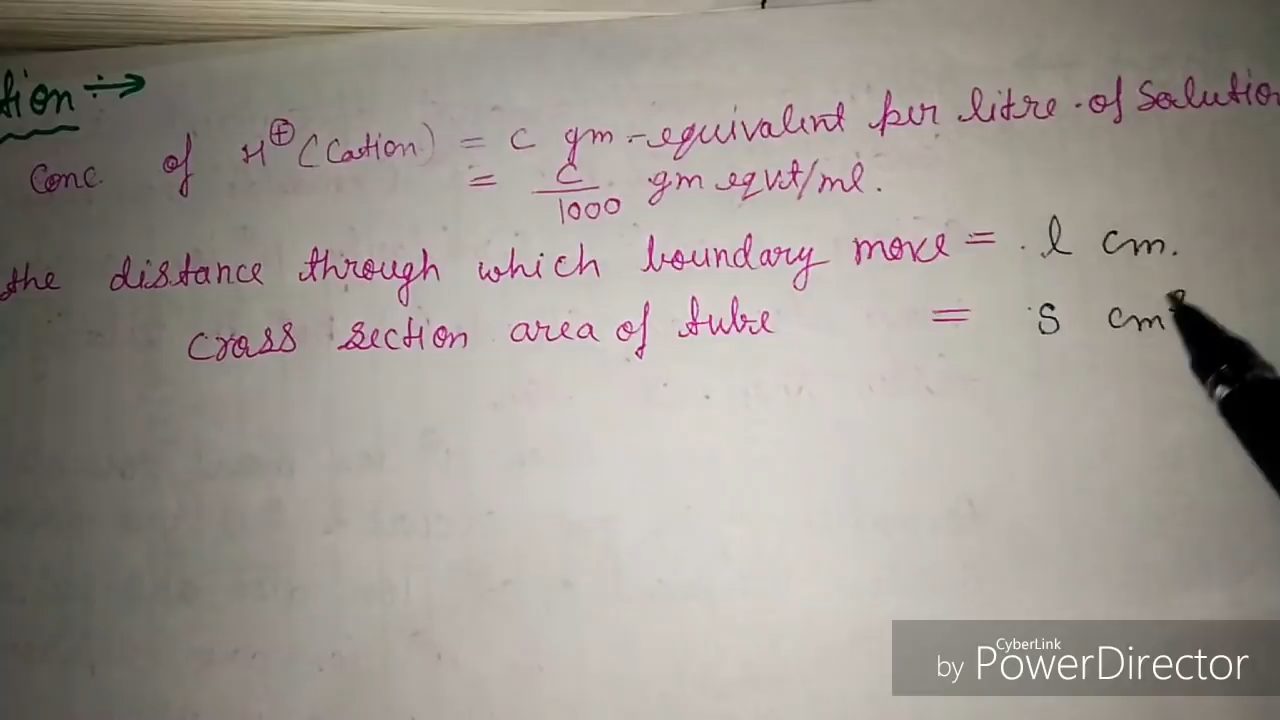 tion ÷→
Conc. of H⊕ (Cation) = C gm-equivalent per litre of Solution
= C/1000 gm eqvt/ml.
the distance through which boundary move = l cm.
cross section area of tube = s cm²
CyberLink
by PowerDirector